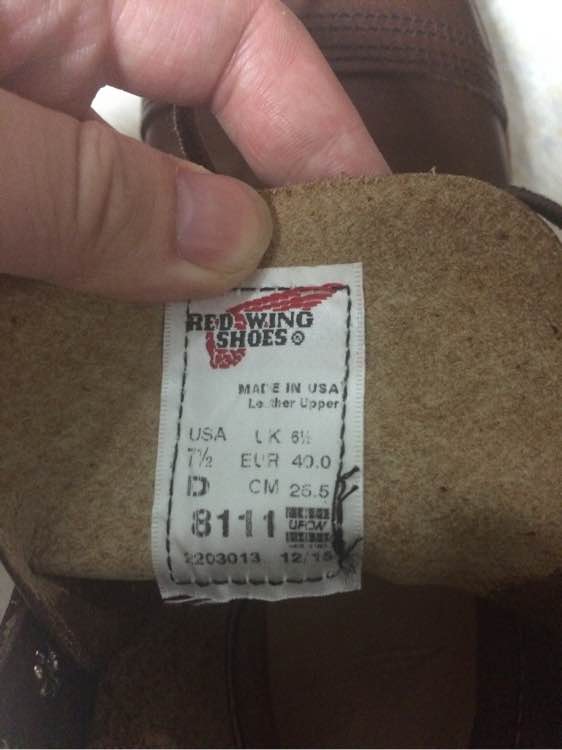 RED WING
SHOES ®
MADE IN USA
Leather Upper
USA UK 6½
7½ EUR 40.0
D CM 25.5
8111 UFCW
2203013 12/15